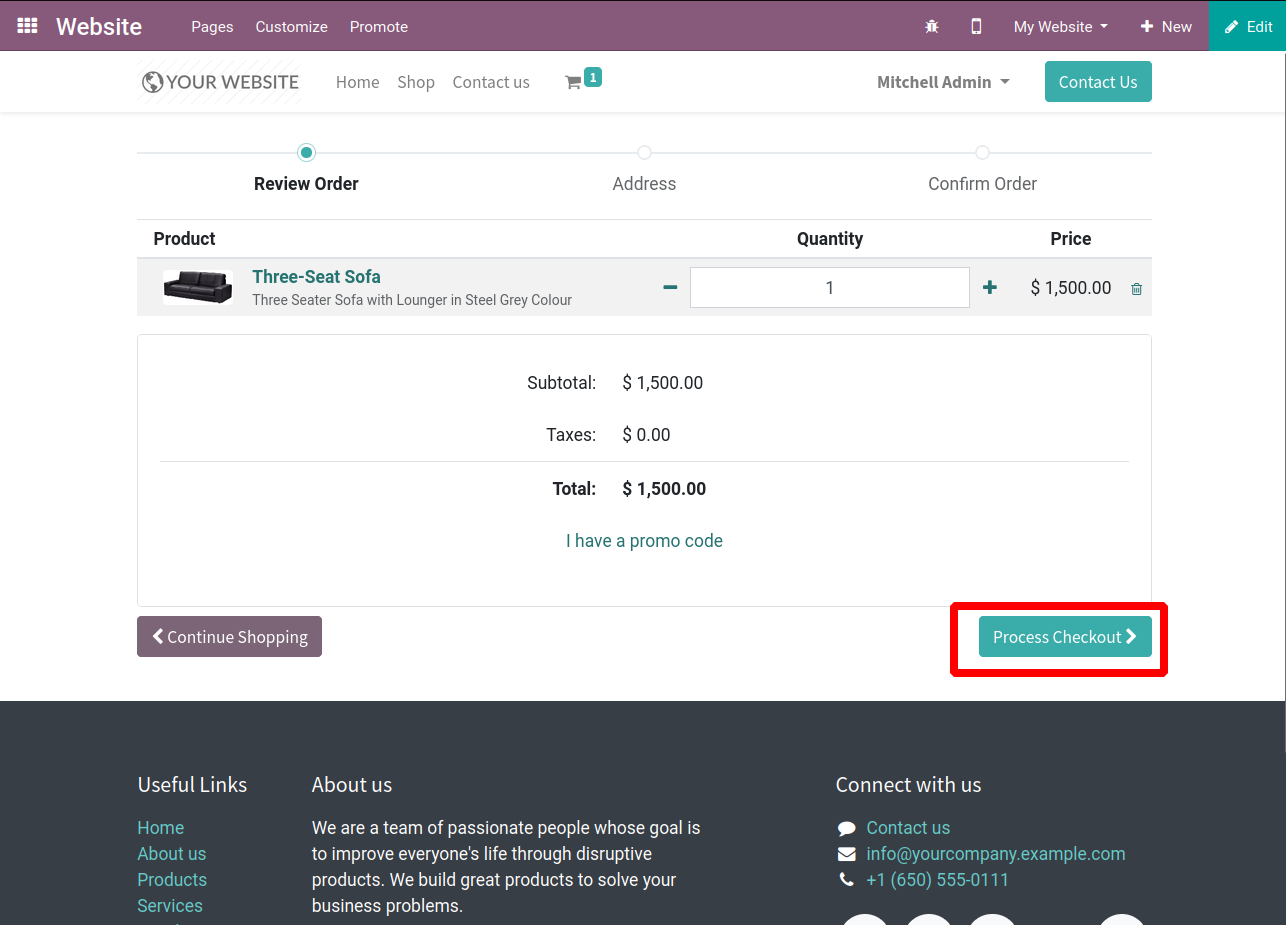 Website Pages Customize Promote My Website New Edit
YOUR WEBSITE Home Shop Contact us 1 Mitchell Admin Contact Us
Review Order Address Confirm Order
Product Quantity Price
Three-Seat Sofa
Three Seater Sofa with Lounger in Steel Grey Colour
1 $ 1,500.00
Subtotal: $ 1,500.00
Taxes: $ 0.00
Total: $ 1,500.00
I have a promo code
Continue Shopping Process Checkout
Useful Links
Home
About us
Products
Services
About us
We are a team of passionate people whose goal is
to improve everyone's life through disruptive
products. We build great products to solve your
business problems.
Connect with us
Contact us
info@yourcompany.example.com
+1 (650) 555-0111